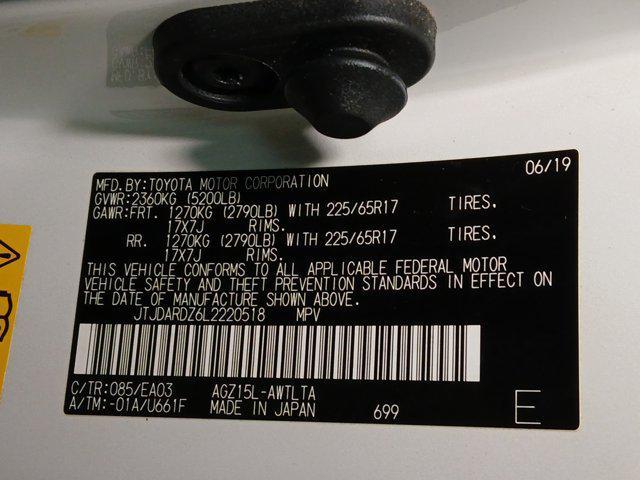 MFD.BY:TOYOTA MOTOR CORPORATION 06/19
GVWR:2360KG (5200LB)
GAWR:FRT. 1270KG (2790LB) WITH 225/65R17 TIRES.
17X7J RIMS.
RR. 1270KG (2790LB) WITH 225/65R17 TIRES.
17X7J RIMS.
THIS VEHICLE CONFORMS TO ALL APPLICABLE FEDERAL MOTOR
VEHICLE SAFETY AND THEFT PREVENTION STANDARDS IN EFFECT ON
THE DATE OF MANUFACTURE SHOWN ABOVE.
JTJDARDZ6L2220518 MPV
C/TR:085/EA03 AGZ15L-AWTLTA
A/TM:-01A/U661F MADE IN JAPAN 699 E